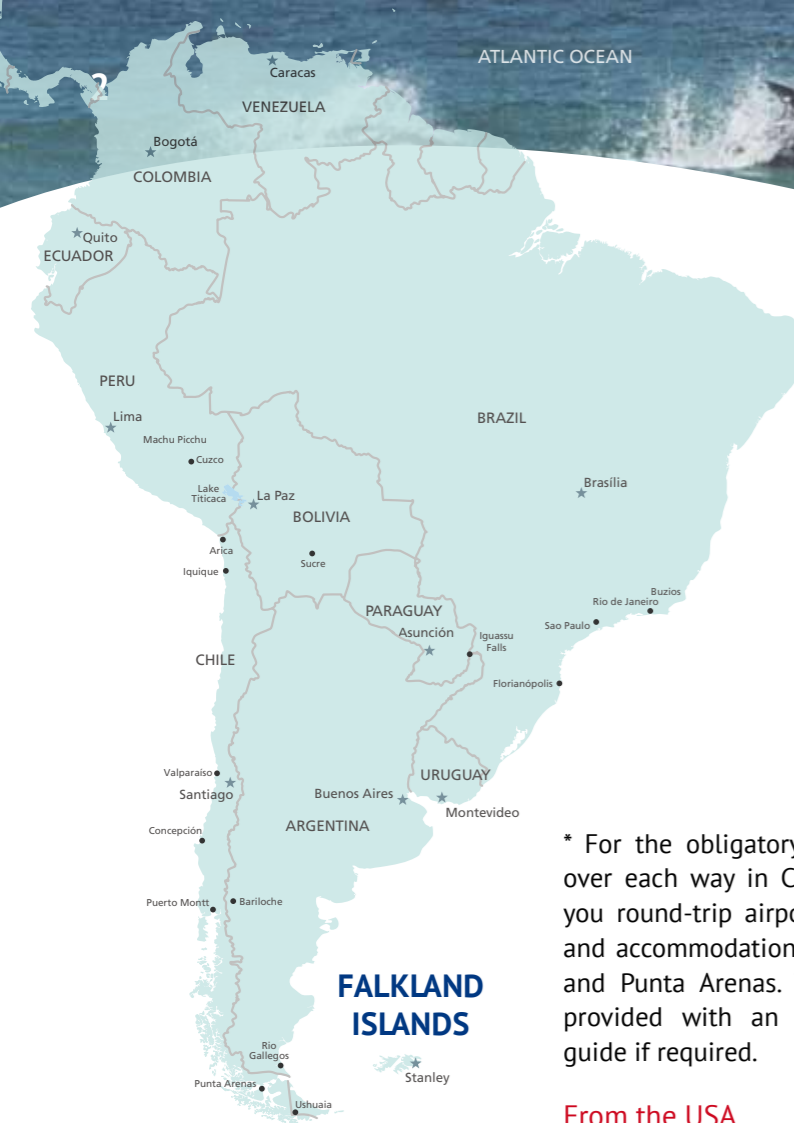 ATLANTIC OCEAN
2
Caracas
VENEZUELA
Bogotá
COLOMBIA
Quito
ECUADOR
PERU
Lima
BRAZIL
Machu Picchu
Cuzco
Lake
Titicaca
La Paz
Brasília
BOLIVIA
Arica
Sucre
Iquique
Buzios
Rio de Janeiro
PARAGUAY
Sao Paulo
Asunción
Iguassu
Falls
CHILE
Florianópolis
Valparaíso
URUGUAY
Santiago
Buenos Aires
Montevideo
ARGENTINA
Concepción
Puerto Montt
Bariloche
FALKLAND
ISLANDS
Rio
Gallegos
Stanley
Punta Arenas
Ushuaia
* For the obligatory
over each way in C
you round-trip airpo
and accommodation
and Punta Arenas.
provided with an
guide if required.
From the USA